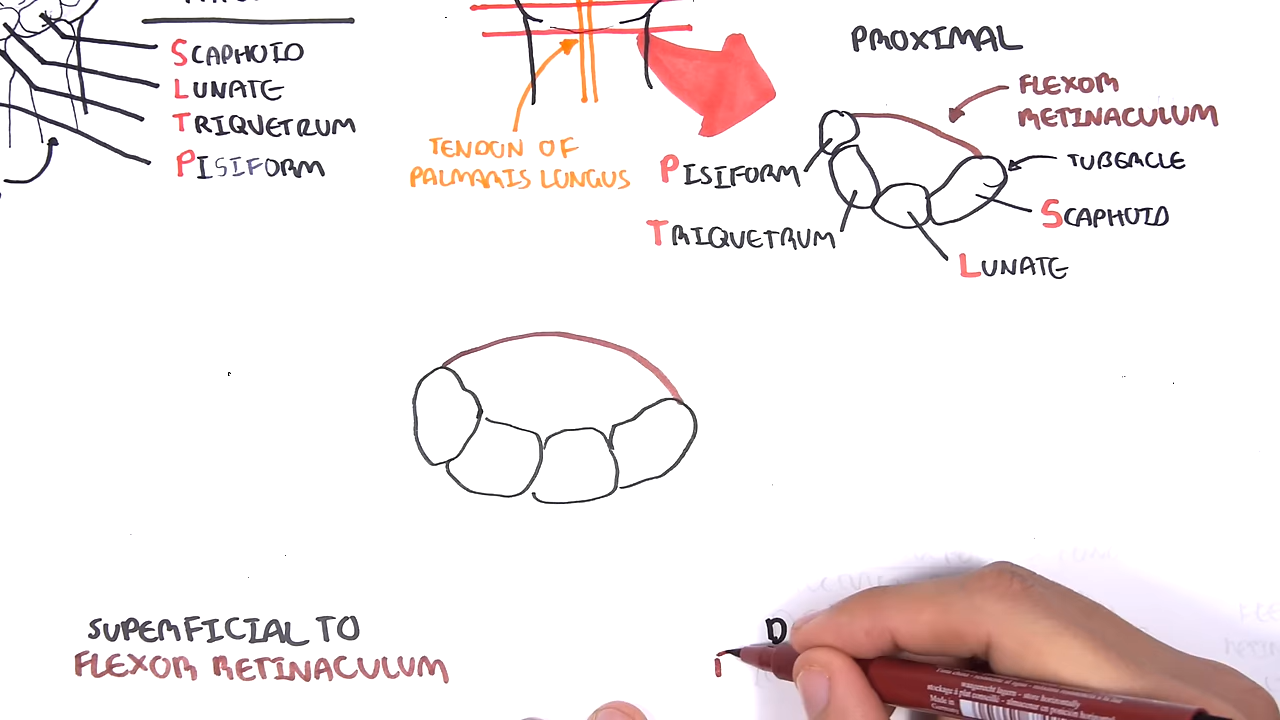 SCAPHOID
LUNATE
TRIQUETRUM
PISIFORM
TENDON OF
PALMARIS LONGUS
PROXIMAL
FLEXOR
RETINACULUM
TUBERCLE
PISIFORM
SCAPHOID
TRIQUETRUM
LUNATE
SUPERFICIAL TO
FLEXOR RETINACULUM
D